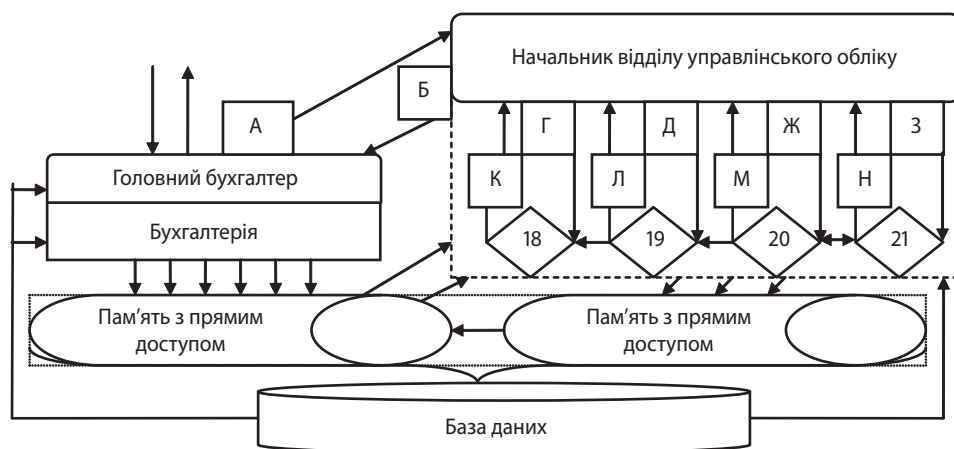 Начальник відділу управлінського обліку
А
Б
Г
Д
Ж
З
К
Л
М
Н
Головний бухгалтер
Бухгалтерія
18
19
20
21
Пам’ять з прямим
доступом
Пам’ять з прямим
доступом
База даних